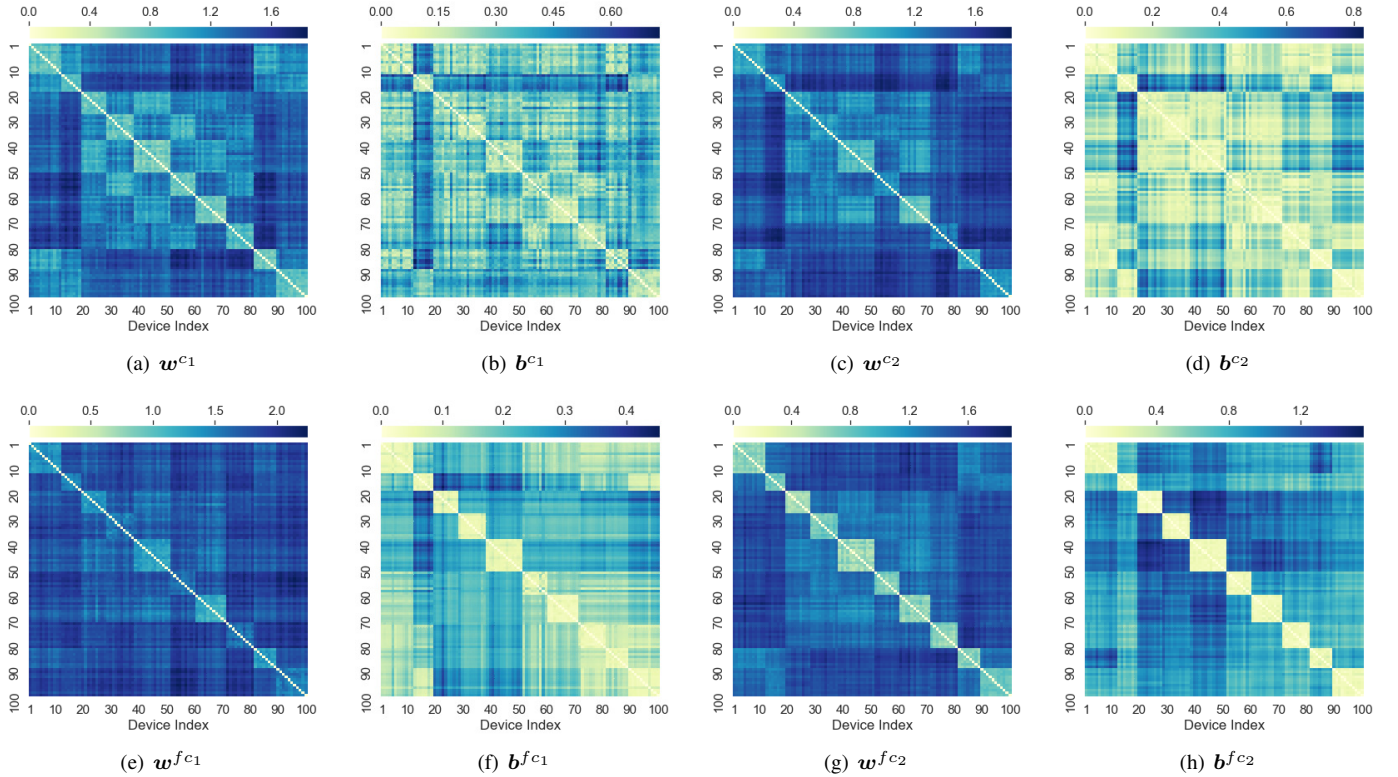 0.0 0.4 0.8 1.2 1.6
0.00 0.15 0.30 0.45 0.60
0.0 0.4 0.8 1.2 1.6
0.0 0.2 0.4 0.6 0.8
1 10 20 30 40 50 60 70 80 90 100
1 10 20 30 40 50 60 70 80 90 100
1 10 20 30 40 50 60 70 80 90 100
1 10 20 30 40 50 60 70 80 90 100
1 10 20 30 40 50 60 70 80 90 100
1 10 20 30 40 50 60 70 80 90 100
1 10 20 30 40 50 60 70 80 90 100
1 10 20 30 40 50 60 70 80 90 100
Device Index
Device Index
Device Index
Device Index
(a) w^{c_1}
(b) b^{c_1}
(c) w^{c_2}
(d) b^{c_2}
0.0 0.5 1.0 1.5 2.0
0.0 0.1 0.2 0.3 0.4
0.0 0.4 0.8 1.2 1.6
0.0 0.4 0.8 1.2
1 10 20 30 40 50 60 70 80 90 100
1 10 20 30 40 50 60 70 80 90 100
1 10 20 30 40 50 60 70 80 90 100
1 10 20 30 40 50 60 70 80 90 100
1 10 20 30 40 50 60 70 80 90 100
1 10 20 30 40 50 60 70 80 90 100
1 10 20 30 40 50 60 70 80 90 100
1 10 20 30 40 50 60 70 80 90 100
Device Index
Device Index
Device Index
Device Index
(e) w^{fc_1}
(f) b^{fc_1}
(g) w^{fc_2}
(h) b^{fc_2}